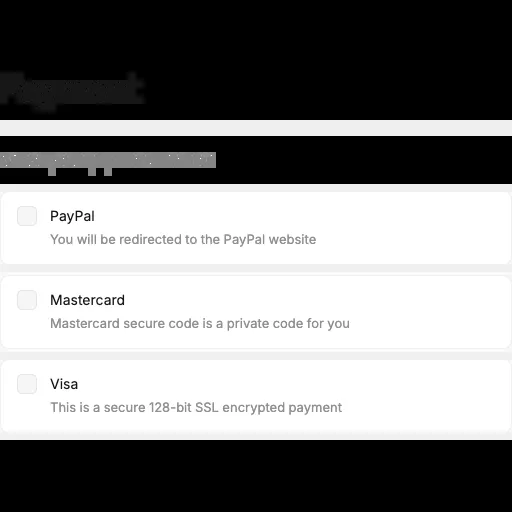 Payment
PayPal
You will be redirected to the PayPal website
Mastercard
Mastercard secure code is a private code for you
Visa
This is a secure 128-bit SSL encrypted payment